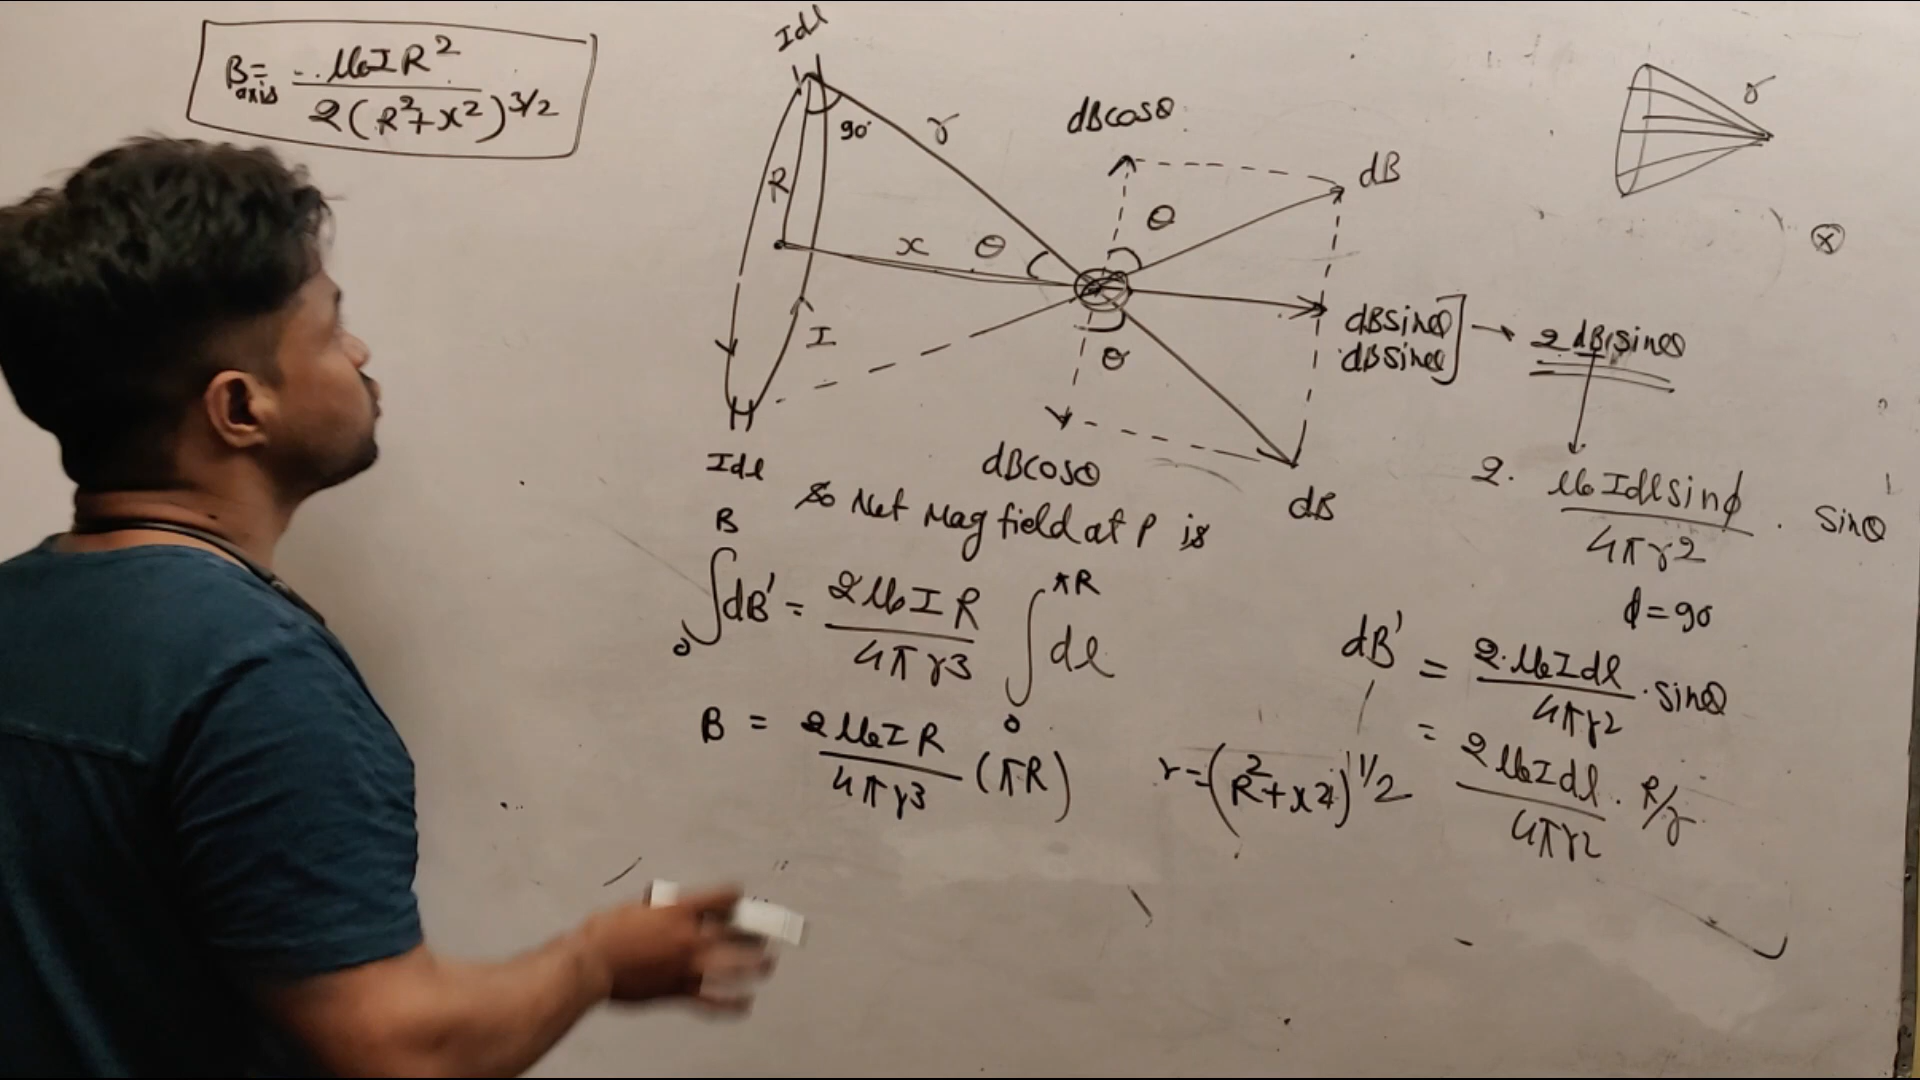 B axis = μ₀IR² / 2(R²+x²)^3/2
Idl
90°
r
R
x
θ
I
Idl
dBcosθ
θ
dB
dBsinθ
dBsinθ
→ 2dB sinθ
θ
dBcosθ
dB
r
⊗
So Net Mag field at P is
∫₀^B dB' = 2μ₀IR / 4πr3 ∫₀^πR dl
B = 2μ₀IR / 4πr3 (πR)
r = (R²+x2)^1/2
2. μ₀Idlsinϕ / 4πr2 . sinθ
ϕ=90
dB' = 2.μ₀Idl / 4πr2 . sinθ
= 2μ₀Idl / 4πr2 . R/r